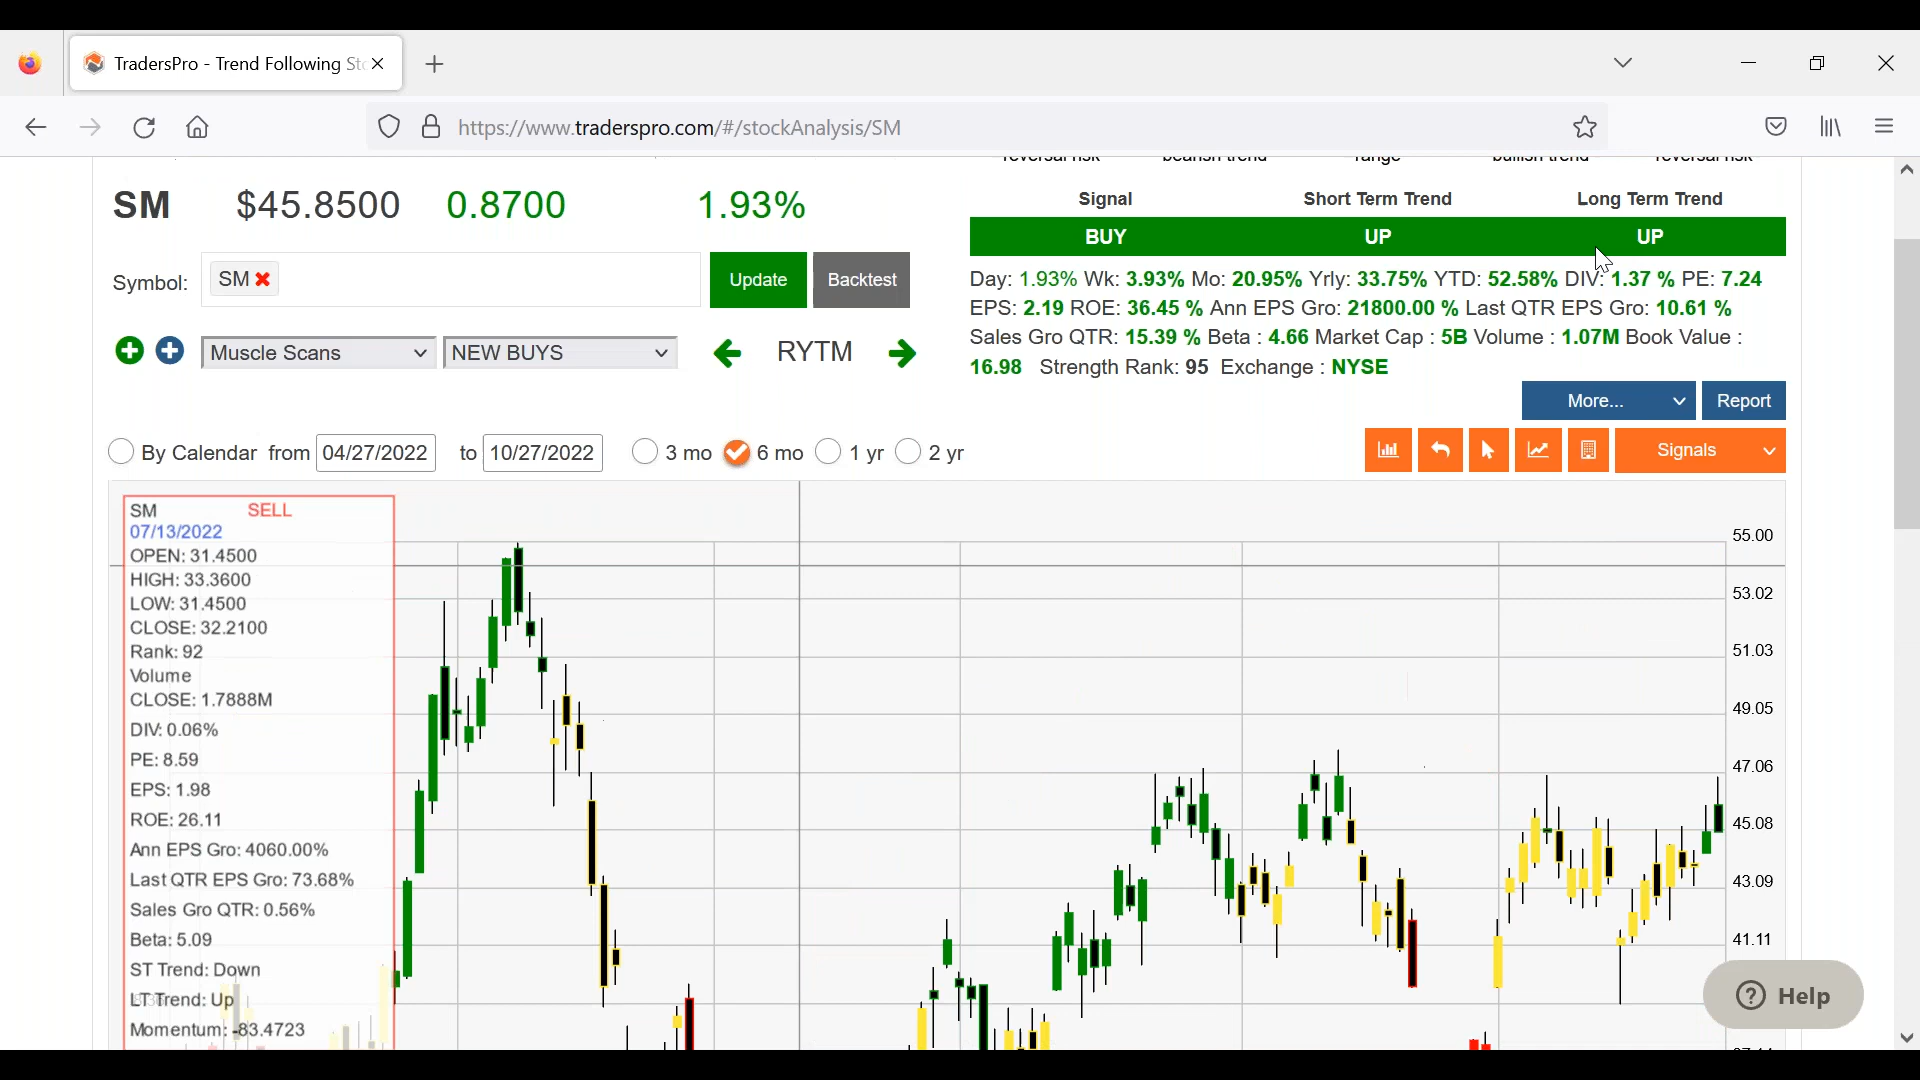 TradersPro - Trend Following Sto
https://www.traderspro.com/#/stockAnalysis/SM
reversal risk bearish trend range bullish trend reversal risk
SM $45.8500 0.8700 1.93%
Signal Short Term Trend Long Term Trend
BUY UP UP
Symbol: SM Update Backtest
Day: 1.93% Wk: 3.93% Mo: 20.95% Yrly: 33.75% YTD: 52.58% DIV: 1.37 % PE: 7.24
EPS: 2.19 ROE: 36.45 % Ann EPS Gro: 21800.00 % Last QTR EPS Gro: 10.61 %
Sales Gro QTR: 15.39 % Beta : 4.66 Market Cap : 5B Volume : 1.07M Book Value :
16.98 Strength Rank: 95 Exchange : NYSE
Muscle Scans NEW BUYS RYTM
More... Report
By Calendar from 04/27/2022 to 10/27/2022 3 mo 6 mo 1 yr 2 yr
Signals
SM SELL
07/13/2022
OPEN: 31.4500
HIGH: 33.3600
LOW: 31.4500
CLOSE: 32.2100
Rank: 92
Volume
CLOSE: 1.7888M
DIV: 0.06%
PE: 8.59
EPS: 1.98
ROE: 26.11
Ann EPS Gro: 4060.00%
Last QTR EPS Gro: 73.68%
Sales Gro QTR: 0.56%
Beta: 5.09
ST Trend: Down
LT Trend: Up
Momentum: -83.4723
55.00
53.02
51.03
49.05
47.06
45.08
43.09
41.11
Help